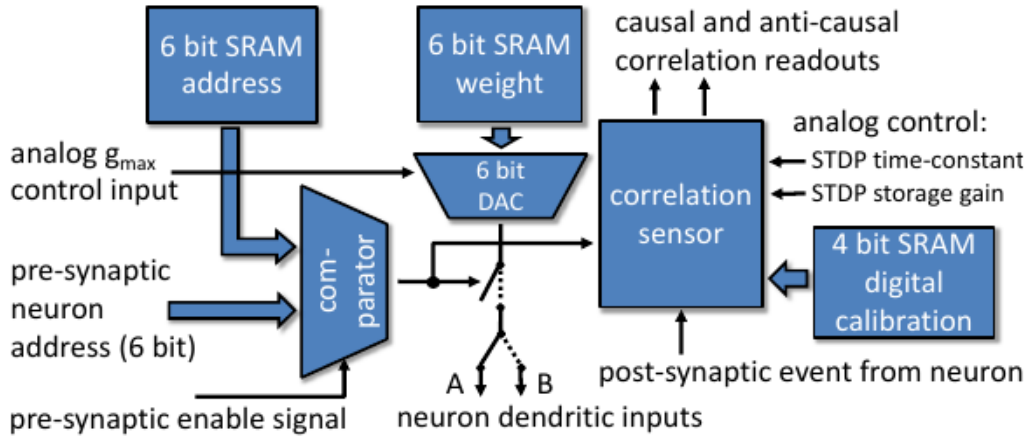 6 bit SRAM
address
6 bit SRAM
weight
causal and anti-causal
correlation readouts
analog gmax
control input
6 bit
DAC
correlation
sensor
analog control:
STDP time-constant
STDP storage gain
pre-synaptic
neuron
address (6 bit)
com-
parator
4 bit SRAM
digital
calibration
A
B
pre-synaptic enable signal
neuron dendritic inputs
post-synaptic event from neuron